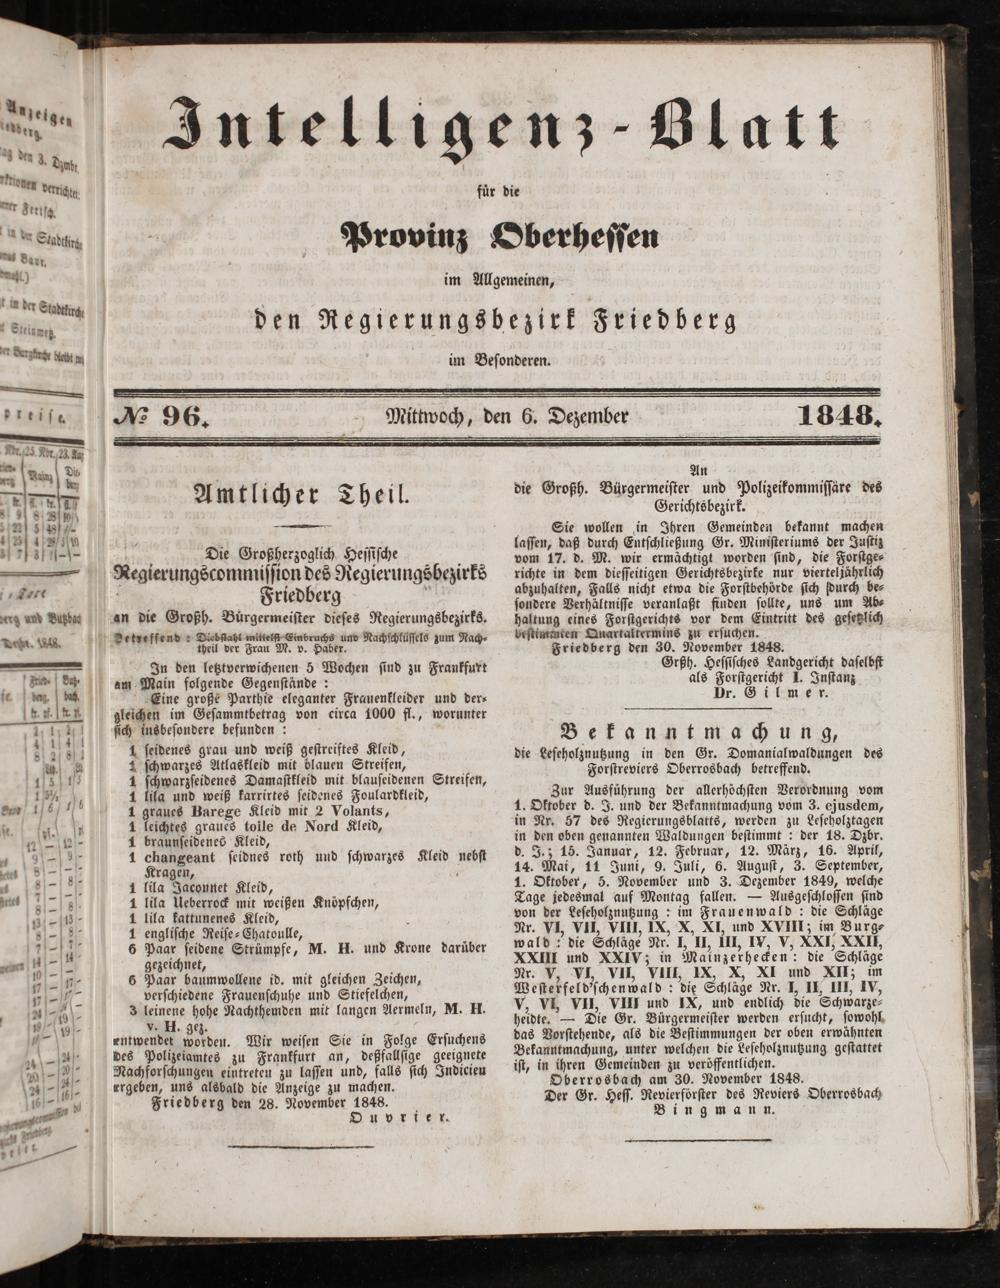 Intelligenz-Blatt
für die
Provinz Oberhessen
im Allgemeinen,
den Regierungsbezirk Friedberg
im Besonderen.
№ 96.
Mittwoch, den 6. Dezember
1848.
Amtlicher Theil.
Die Großherzoglich Hessische
Regierungscommission des Regierungsbezirks
Friedberg
an die Großh. Bürgermeister dieses Regierungsbezirks.
Betreffend: Diebstahl mittelst Einbruchs und Nachschlüssels zum Nach-
theil der Frau M. v. Haber.
In den letztverwichenen 5 Wochen sind zu Frankfurt
am Main folgende Gegenstände:
Eine große Parthie eleganter Frauenkleider und der-
gleichen im Gesammtbetrag von circa 1000 fl., worunter
sich insbesondere befunden:
1 seidenes grau und weiß gestreiftes Kleid,
1 schwarzes Atlaskleid mit blauen Streifen,
1 schwarzseidenes Damastkleid mit blauseidenen Streifen,
1 lila und weiß karrirtes seidenes Foulardkleid,
1 graues Barege Kleid mit 2 Volants,
1 leichtes graues toile de Nord Kleid,
1 braunseidenes Kleid,
1 changeant seidnes roth und schwarzes Kleid nebst
Kragen,
1 lila Jaconnet Kleid,
1 lila Ueberrock mit weißen Knöpfchen,
1 lila kattunenes Kleid,
1 englische Reise-Chatoulle,
6 Paar seidene Strümpfe, M. H. und Krone darüber
gezeichnet,
6 Paar baumwollene id. mit gleichen Zeichen,
verschiedene Frauenschuhe und Stiefelchen,
3 leinene hohe Nachthemden mit langen Aermeln, M. H.
v. H. gez.
entwendet worden. Wir weisen Sie in Folge Ersuchens
des Polizeiamtes zu Frankfurt an, deßfallsige geeignete
Nachforschungen eintreten zu lassen und, falls sich Indicien
ergeben, uns alsbald die Anzeige zu machen.
Friedberg den 28. November 1848.
Ouvrier.
An
die Großh. Bürgermeister und Polizeikommissäre des
Gerichtsbezirk.
Sie wollen in Ihren Gemeinden bekannt machen
lassen, daß durch Entschließung Gr. Ministeriums der Justiz
vom 17. d. M. wir ermächtigt worden sind, die Forstge-
richte in dem diesseitigen Gerichtsbezirke nur vierteljährlich
abzuhalten, Falls nicht etwa die Forstbehörde sich durch be-
sondere Verhältnisse veranlaßt finden sollte, uns um Ab-
haltung eines Forstgerichts vor dem Eintritt des gesetzlich
bestimmten Quartaltermins zu ersuchen.
Friedberg den 30. November 1848.
Grßh. Hessisches Landgericht daselbst
als Forstgericht I. Instanz
Dr. Gilmer.
Bekanntmachung,
die Leseholznutzung in den Gr. Domanialwaldungen des
Forstreviers Oberrosbach betreffend.
Zur Ausführung der allerhöchsten Verordnung vom
1. Oktober d. J. und der Bekanntmachung vom 3. ejusdem,
in Nr. 57 des Regierungsblatts, werden zu Leseholztagen
in den oben genannten Waldungen bestimmt: der 18. Dzbr.
d. J.; 15. Januar, 12. Februar, 12. März, 16. April,
14. Mai, 11 Juni, 9. Juli, 6. August, 3. September,
1. Oktober, 5. November und 3. Dezember 1849, welche
Tage jedesmal auf Montag fallen. — Ausgeschlossen sind
von der Leseholznutzung: im Frauenwald: die Schläge
Nr. VI, VII, VIII, IX, X, XI, und XVIII; im Burg-
wald: die Schläge Nr. I, II, III, IV, V, XXI, XXII,
XXIII und XXIV; in Mainzerhecken: die Schläge
Nr. V, VI, VII, VIII, IX, X, XI und XII; im
Westerfeld'schenwald: die Schläge Nr. I, II, III, IV,
V, VI, VII, VIII und IX, und endlich die Schwarze-
heidte. — Die Gr. Bürgermeister werden ersucht, sowohl
das Vorstehende, als die Bestimmungen der oben erwähnten
Bekanntmachung, unter welchen die Leseholznutzung gestattet
ist, in ihren Gemeinden zu veröffentlichen.
Oberrosbach am 30. November 1848.
Der Gr. Hess. Revierförster des Reviers Oberrosbach
Bingmann.